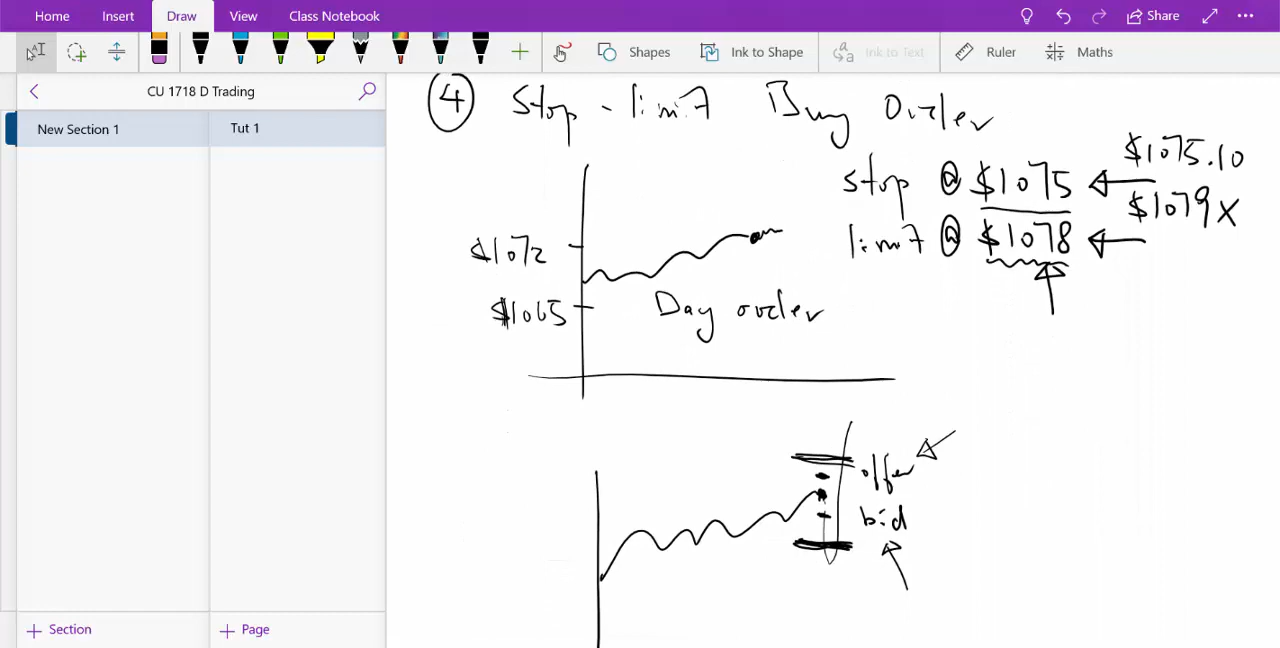 Home Insert Draw View Class Notebook Share
Shapes Ink to Shape Ink to Text Ruler Maths
CU 1718 D Trading
New Section 1 Tut 1
④ Stop - limit Buy Order
stop @ $1075 $1075.10
$1079 X
limit @ $1078
$1072
$1065
Day order
offer
bid
+ Section + Page